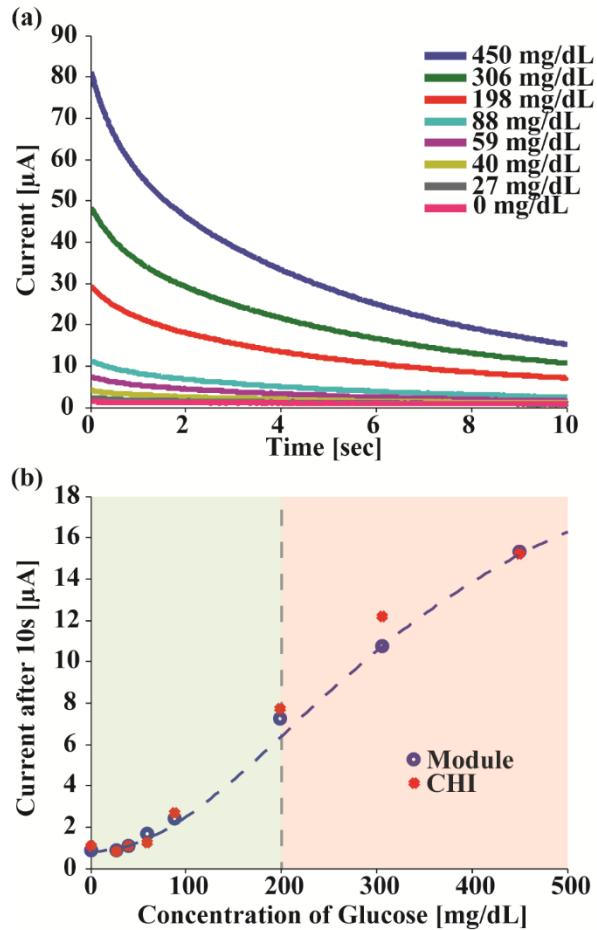 (a)
90
80
70
60
50
40
30
20
10
0
Current [μA]
450 mg/dL
306 mg/dL
198 mg/dL
88 mg/dL
59 mg/dL
40 mg/dL
27 mg/dL
0 mg/dL
0 2 4 6 8 10
Time [sec]
(b)
18
16
14
12
10
8
6
4
2
0
Current after 10s [μA]
Module
CHI
0 100 200 300 400 500
Concentration of Glucose [mg/dL]